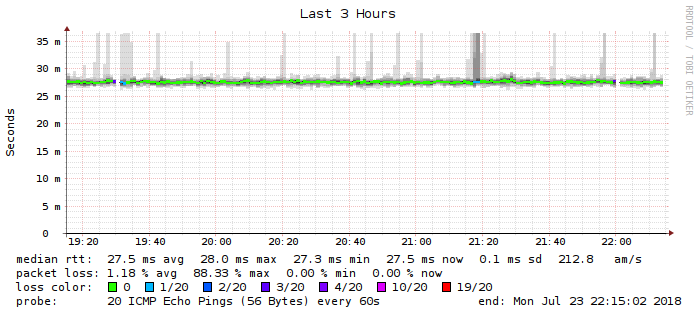 Last 3 Hours
RRDTOOL / TOBI OETIKER
Seconds
35 m
30 m
25 m
20 m
15 m
10 m
5 m
0
19:20 19:40 20:00 20:20 20:40 21:00 21:20 21:40 22:00
median rtt: 27.5 ms avg 28.0 ms max 27.3 ms min 27.5 ms now 0.1 ms sd 212.8 am/s
packet loss: 1.18 % avg 88.33 % max 0.00 % min 0.00 % now
loss color: 0 1/20 2/20 3/20 4/20 10/20 19/20
probe: 20 ICMP Echo Pings (56 Bytes) every 60s end: Mon Jul 23 22:15:02 2018